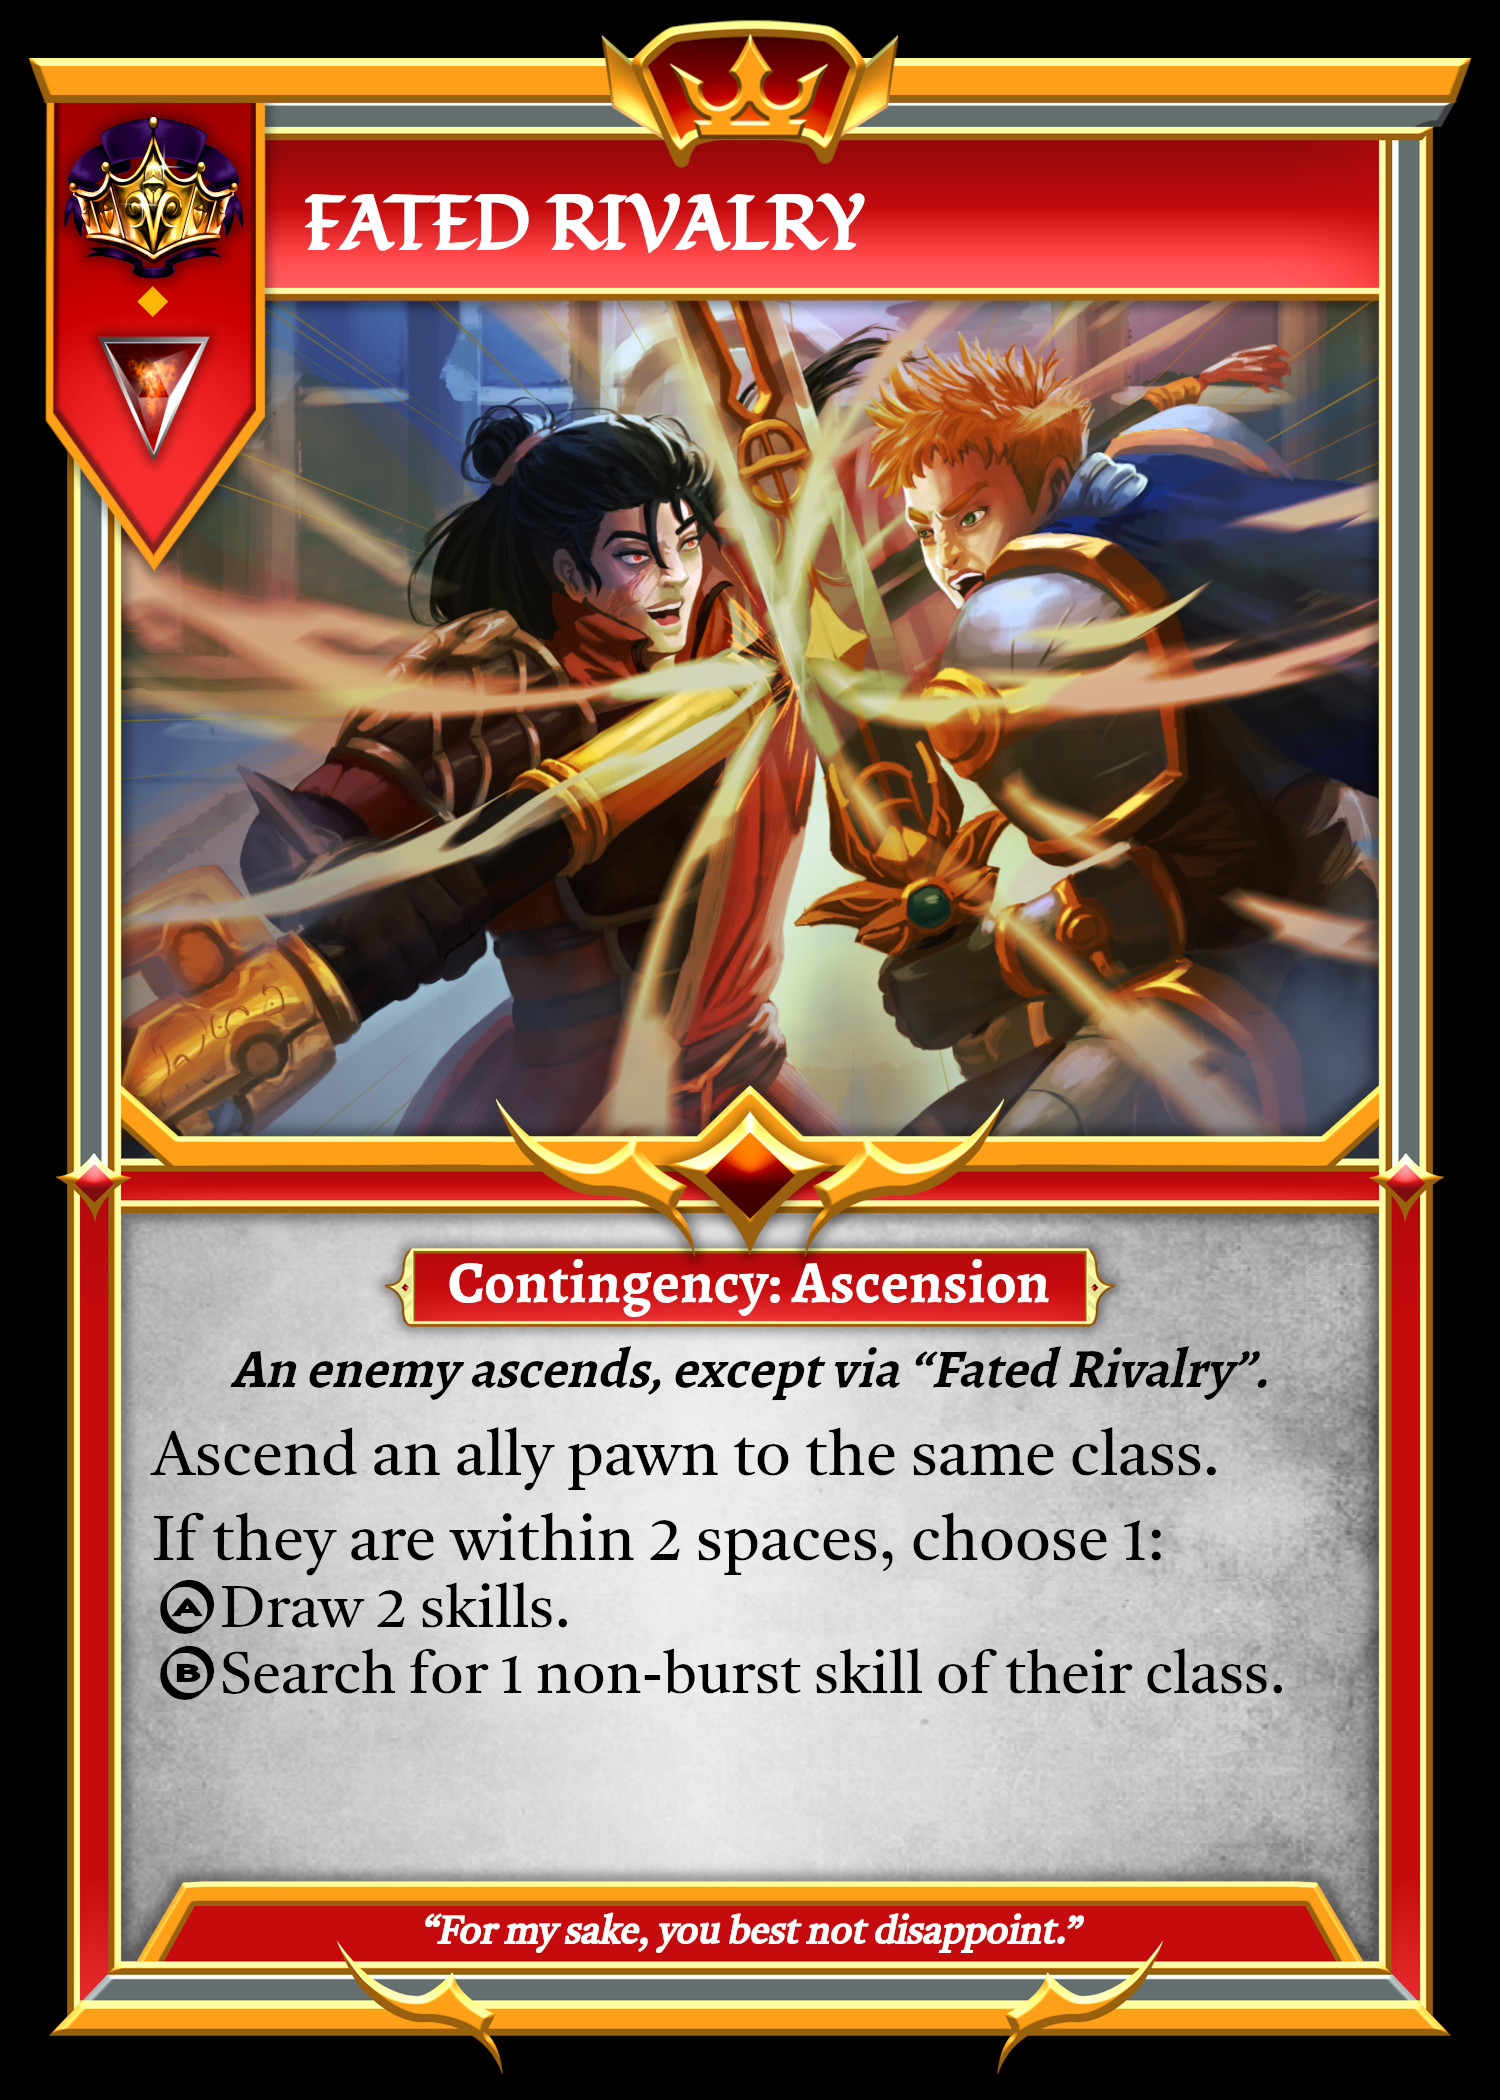 FATED RIVALRY
Contingency: Ascension
An enemy ascends, except via “Fated Rivalry”.
Ascend an ally pawn to the same class.
If they are within 2 spaces, choose 1:
Ⓐ Draw 2 skills.
Ⓑ Search for 1 non-burst skill of their class.
“For my sake, you best not disappoint.”